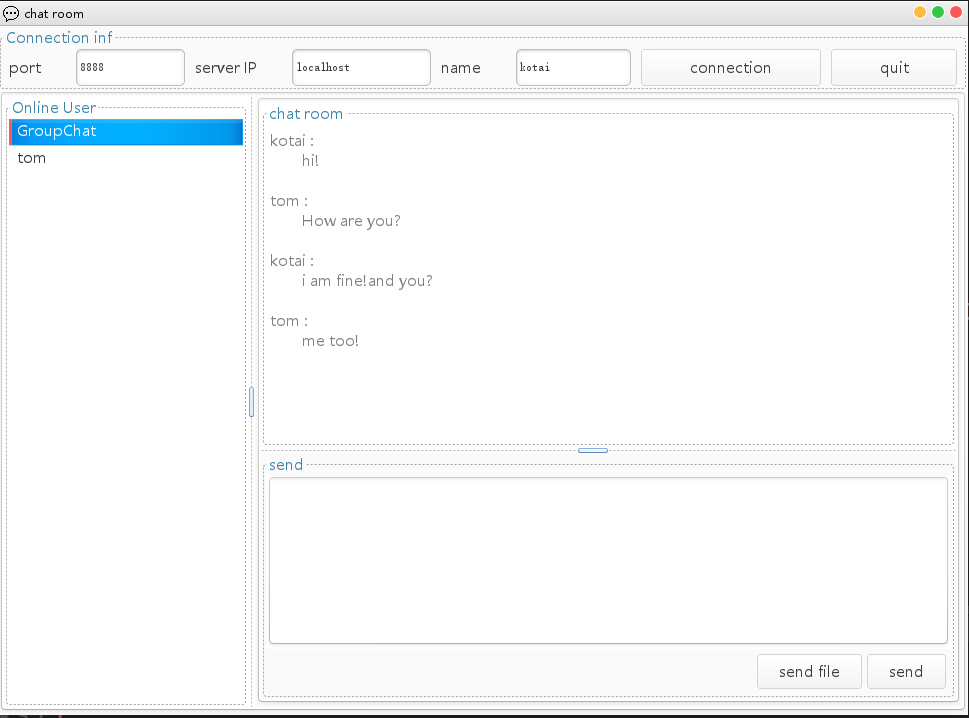 chat room
Connection inf
port 8888 server IP localhost name kotai connection quit
Online User
GroupChat
tom
chat room
kotai :
hi!
tom :
How are you?
kotai :
i am fine!and you?
tom :
me too!
send
send file send